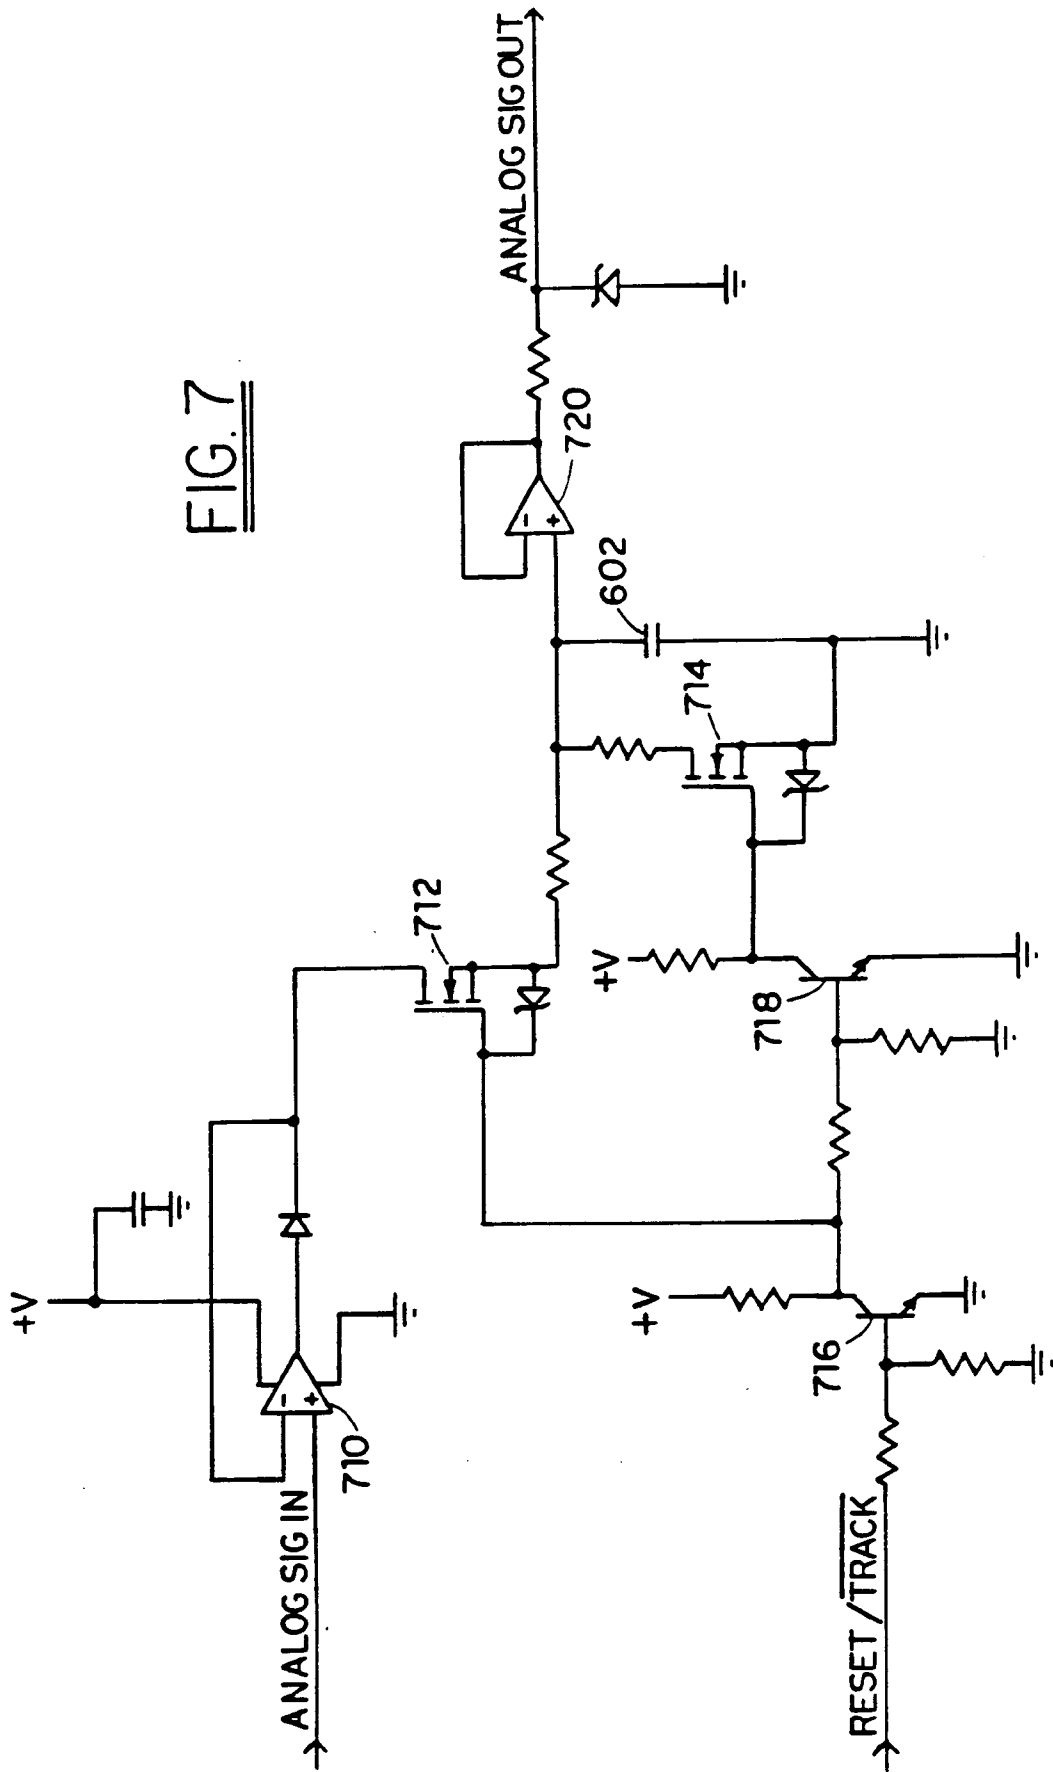 FIG. 7
+V
ANALOG SIG IN
-
+
710
712
-
+
720
ANALOG SIG OUT
602
714
+V
718
+V
716
RESET / TRACK